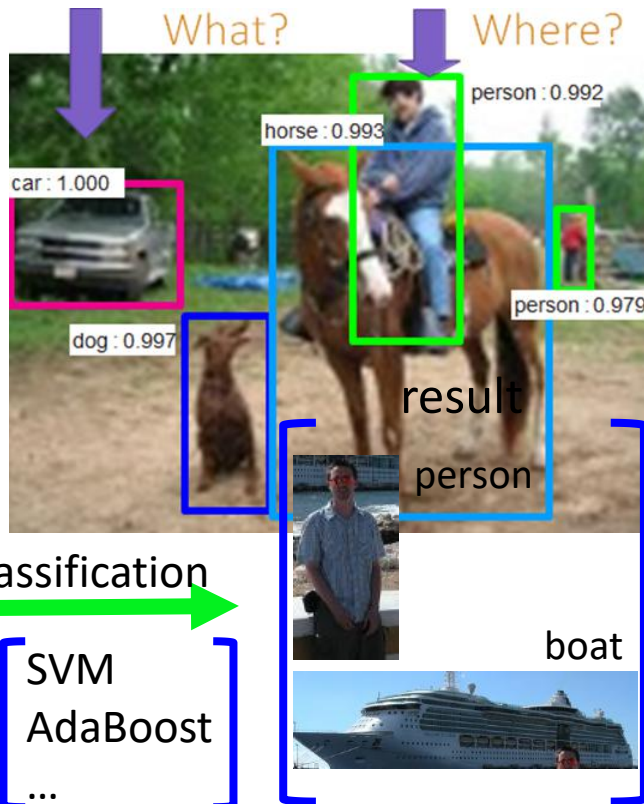 What?
Where?
person : 0.992
horse : 0.993
car : 1.000
person : 0.979
dog : 0.997
result
person
assification
boat
SVM
AdaBoost
...